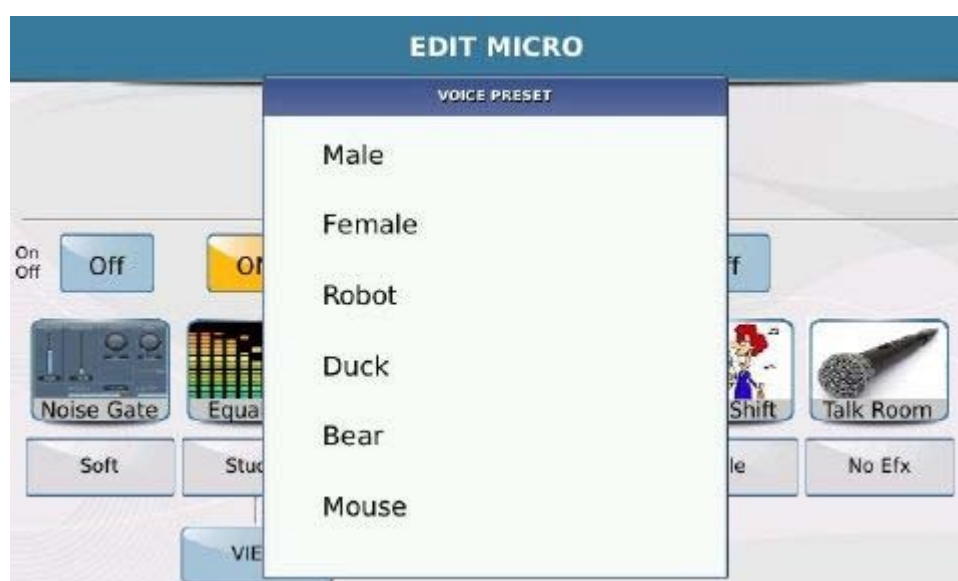 EDIT MICRO
VOICE PRESET
Male
Female
Robot
Duck
Bear
Mouse
On
Off
Off
Noise Gate
Shift
Talk Room
Soft
No Efx